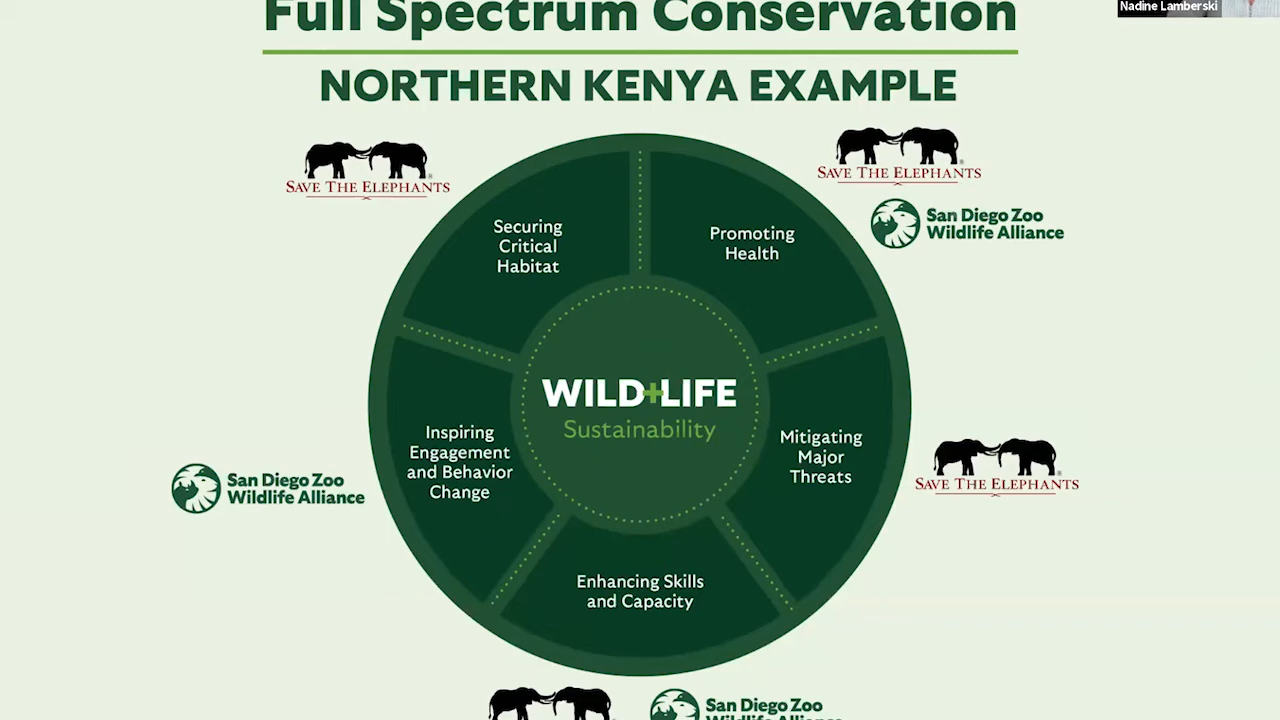 Full Spectrum Conservation
Nadine Lamberski
NORTHERN KENYA EXAMPLE
SAVE THE ELEPHANTS
SAVE THE ELEPHANTS
San Diego Zoo
Wildlife Alliance
Securing
Critical
Habitat
Promoting
Health
WILD+LIFE
Sustainability
Inspiring
Engagement
and Behavior
Change
Mitigating
Major
Threats
San Diego Zoo
Wildlife Alliance
SAVE THE ELEPHANTS
Enhancing Skills
and Capacity
San Diego Zoo
Wildlife Alliance